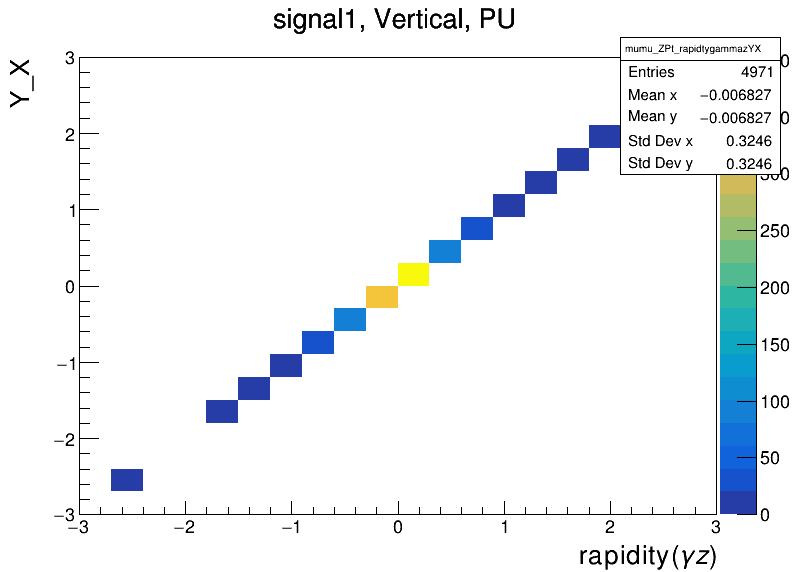 signal1, Vertical, PU
Y_X
mumu_ZPt_rapidtygammazYX
Entries 4971
Mean x −0.006827
Mean y −0.006827
Std Dev x 0.3246
Std Dev y 0.3246
3
2
1
0
−1
−2
−3
−3 −2 −1 0 1 2 3
rapidity(γz)
300
250
200
150
100
50
0